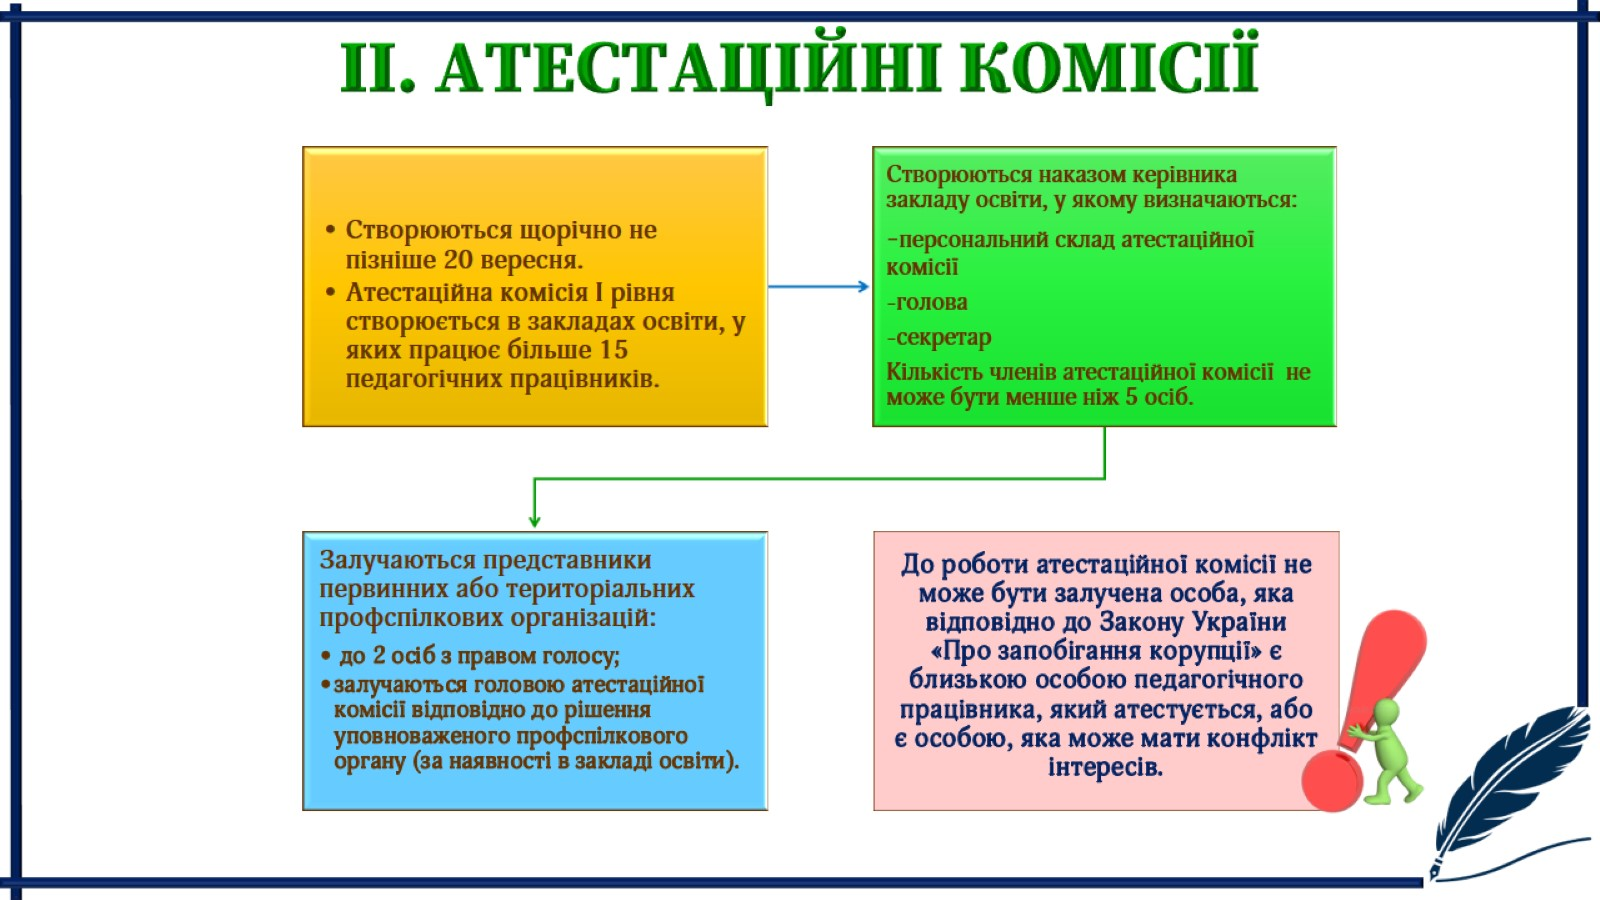 ІІ. АТЕСТАЦІЙНІ КОМІСІЇ
• Створюються щорічно не
пізніше 20 вересня.
• Атестаційна комісія І рівня
створюється в закладах освіти, у
яких працює більше 15
педагогічних працівників.
Створюються наказом керівника
закладу освіти, у якому визначаються:
-персональний склад атестаційної
комісії
-голова
-секретар
Кількість членів атестаційної комісії не
може бути менше ніж 5 осіб.
Залучаються представники
первинних або територіальних
профспілкових організацій:
• до 2 осіб з правом голосу;
•залучаються головою атестаційної
комісії відповідно до рішення
уповноваженого профспілкового
органу (за наявності в закладі освіти).
До роботи атестаційної комісії не
може бути залучена особа, яка
відповідно до Закону України
«Про запобігання корупції» є
близькою особою педагогічного
працівника, який атестується, або
є особою, яка може мати конфлікт
інтересів.